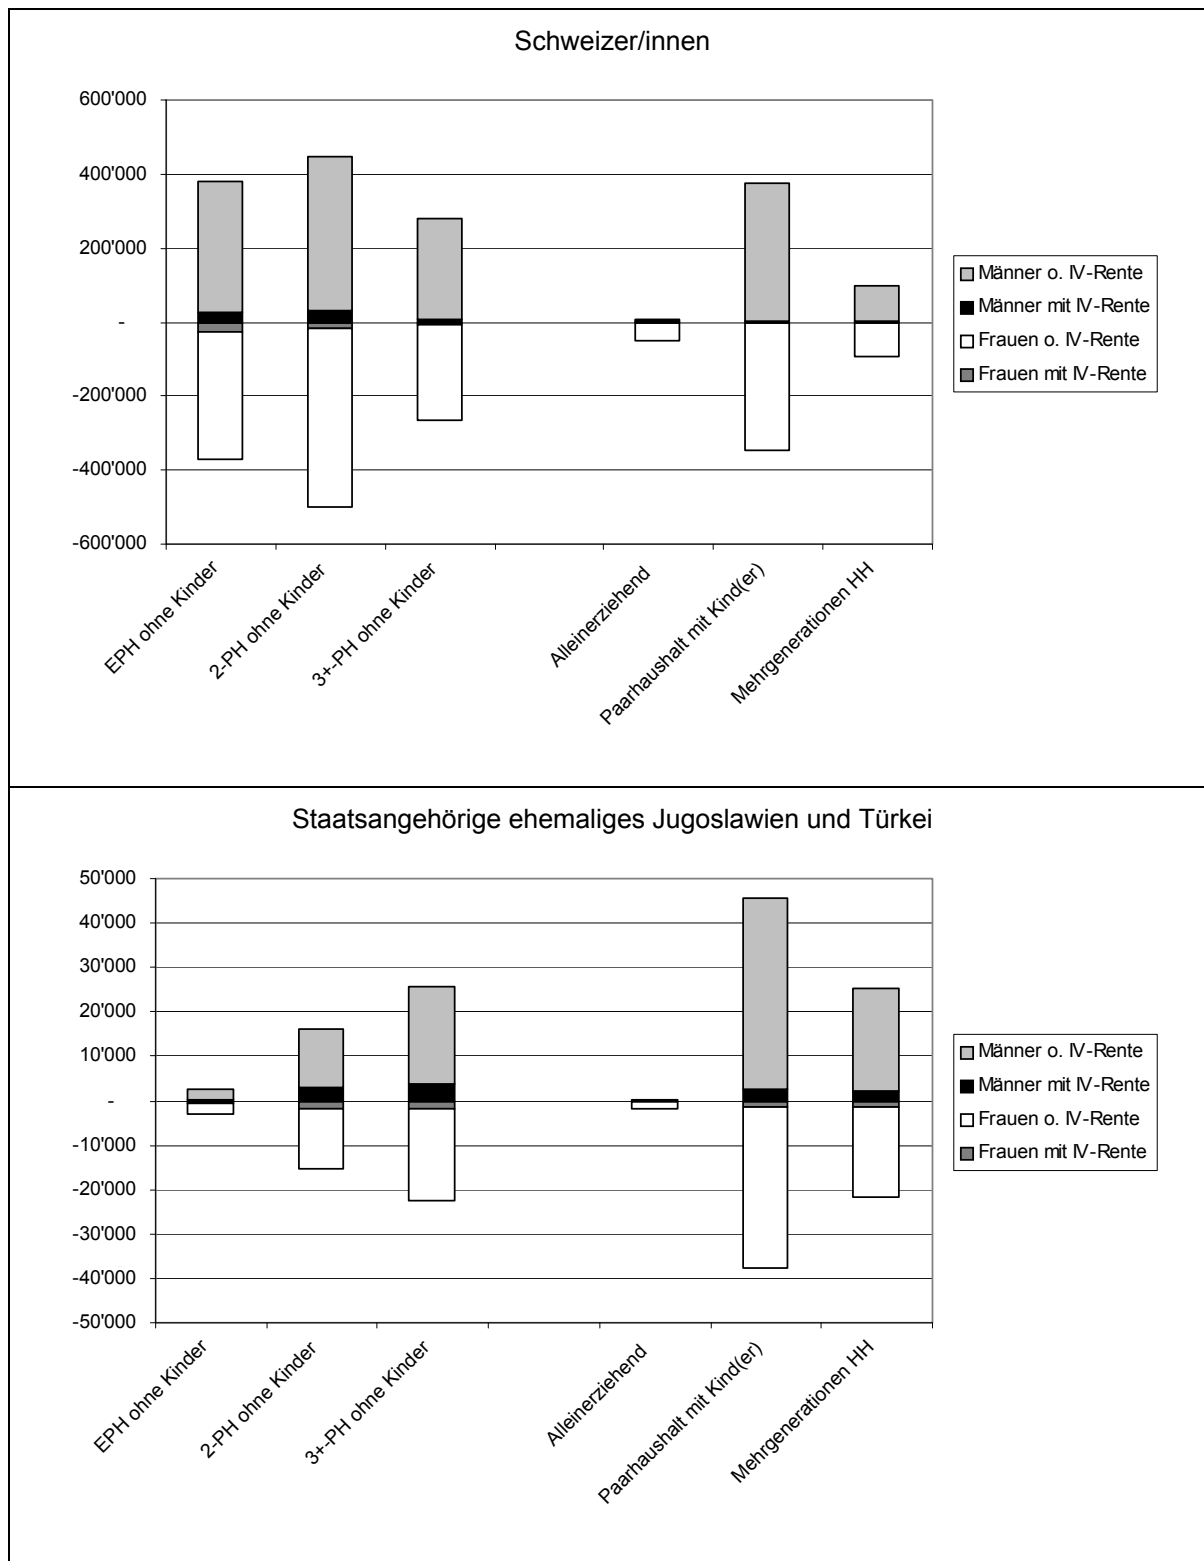 Schweizer/innen
600'000
400'000
200'000
-
-200'000
-400'000
-600'000
EPH ohne Kinder
2-PH ohne Kinder
3+-PH ohne Kinder
Alleinerziehend
Paarhaushalt mit Kind(er)
Mehrgenerationen HH
Männer o. IV-Rente
Männer mit IV-Rente
Frauen o. IV-Rente
Frauen mit IV-Rente
Staatsangehörige ehemaliges Jugoslawien und Türkei
50'000
40'000
30'000
20'000
10'000
-
-10'000
-20'000
-30'000
-40'000
-50'000
EPH ohne Kinder
2-PH ohne Kinder
3+-PH ohne Kinder
Alleinerziehend
Paarhaushalt mit Kind(er)
Mehrgenerationen HH
Männer o. IV-Rente
Männer mit IV-Rente
Frauen o. IV-Rente
Frauen mit IV-Rente